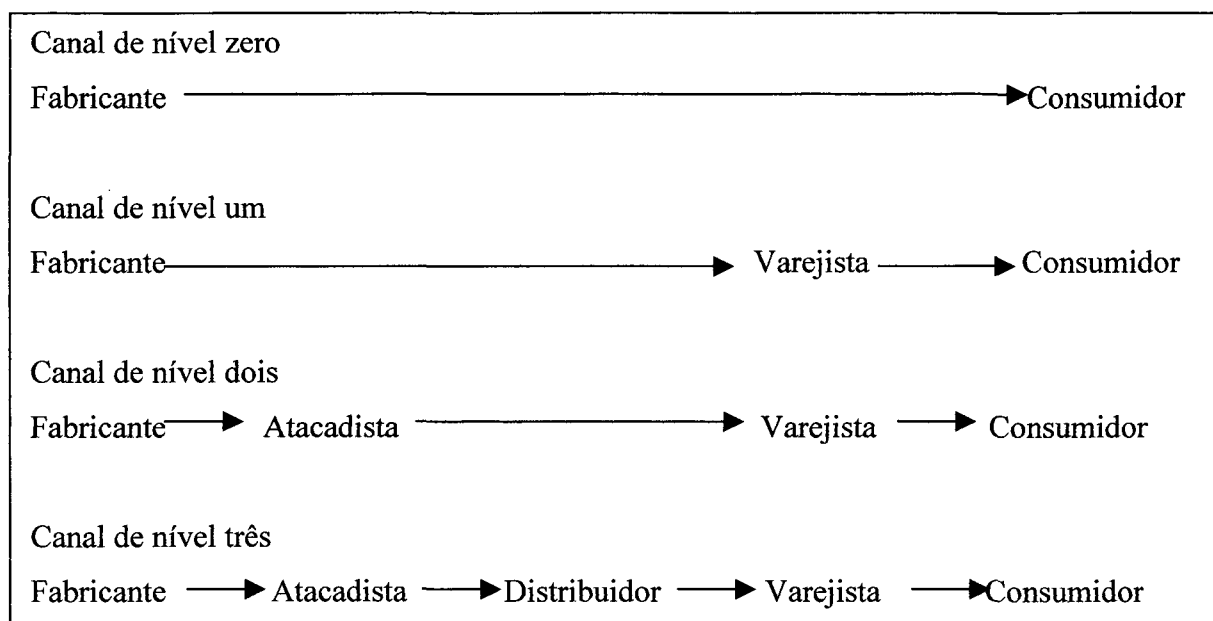 Canal de nível zero
Fabricante Consumidor
Canal de nível um
Fabricante Varejista Consumidor
Canal de nível dois
Fabricante Atacadista Varejista Consumidor
Canal de nível três
Fabricante Atacadista Distribuidor Varejista Consumidor